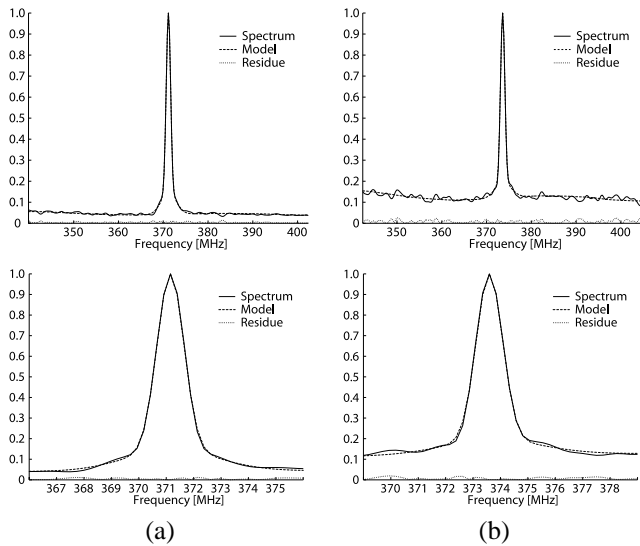 1.0
0.9
0.8
0.7
0.6
0.5
0.4
0.3
0.2
0.1
0
Spectrum
Model
Residue
350 360 370 380 390 400
Frequency [MHz]
1.0
0.9
0.8
0.7
0.6
0.5
0.4
0.3
0.2
0.1
0
Spectrum
Model
Residue
350 360 370 380 390 400
Frequency [MHz]
1.0
0.9
0.8
0.7
0.6
0.5
0.4
0.3
0.2
0.1
0
Spectrum
Model
Residue
367 368 369 370 371 372 373 374 375
Frequency [MHz]
1.0
0.9
0.8
0.7
0.6
0.5
0.4
0.3
0.2
0.1
0
Spectrum
Model
Residue
370 371 372 373 374 375 376 377 378
Frequency [MHz]
(a)
(b)